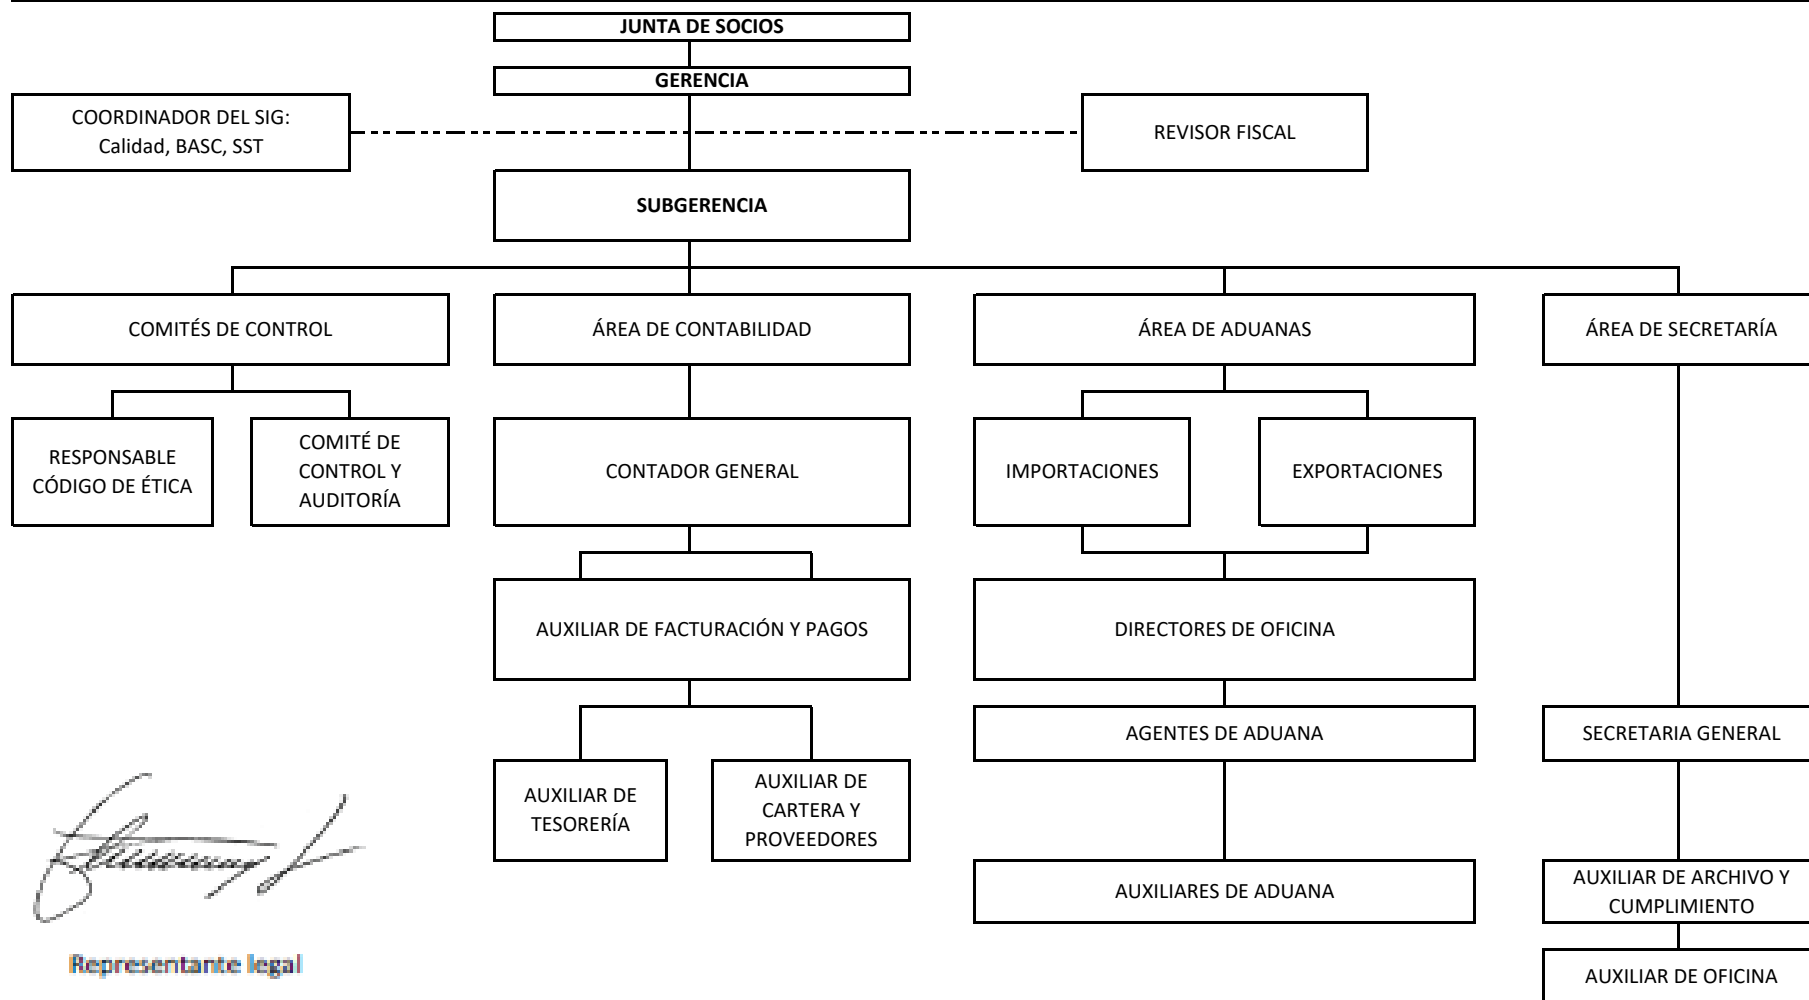 JUNTA DE SOCIOS
GERENCIA
COORDINADOR DEL SIG:
Calidad, BASC, SST
REVISOR FISCAL
SUBGERENCIA
COMITÉS DE CONTROL
ÁREA DE CONTABILIDAD
ÁREA DE ADUANAS
ÁREA DE SECRETARÍA
RESPONSABLE
CÓDIGO DE ÉTICA
COMITÉ DE
CONTROL Y
AUDITORÍA
CONTADOR GENERAL
IMPORTACIONES
EXPORTACIONES
AUXILIAR DE FACTURACIÓN Y PAGOS
DIRECTORES DE OFICINA
AGENTES DE ADUANA
SECRETARIA GENERAL
AUXILIAR DE
TESORERÍA
AUXILIAR DE
CARTERA Y
PROVEEDORES
AUXILIARES DE ADUANA
AUXILIAR DE ARCHIVO Y
CUMPLIMIENTO
AUXILIAR DE OFICINA
Representante legal